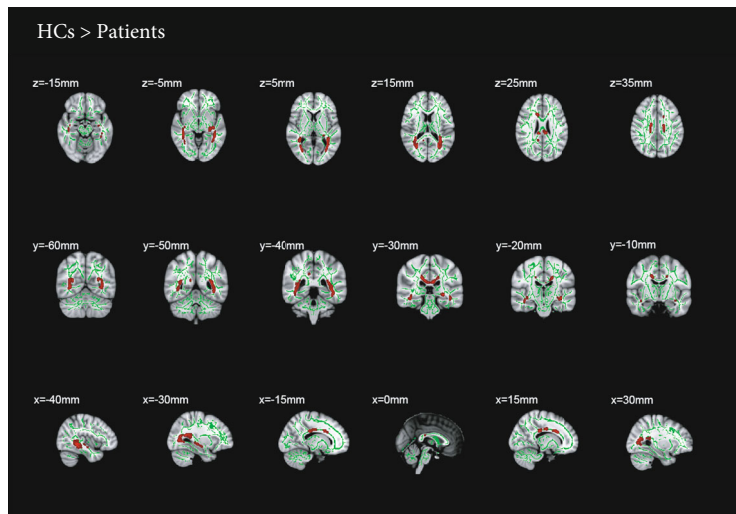 HCs > Patients
z=-15mm z=-5mm z=5mm z=15mm z=25mm z=35mm
y=-60mm y=-50mm y=-40mm y=-30mm y=-20mm y=-10mm
x=-40mm x=-30mm x=-15mm x=0mm x=15mm x=30mm